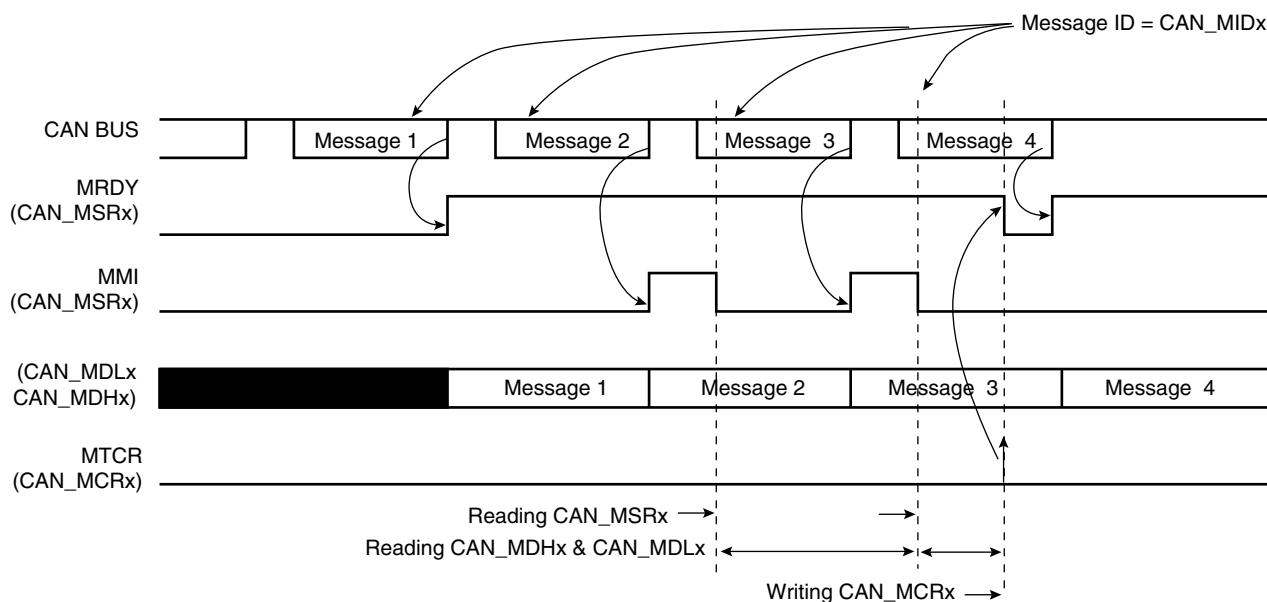 Message ID = CAN_MIDx
CAN BUS
Message 1
Message 2
Message 3
Message 4
MRDY
(CAN_MSRx)
MMI
(CAN_MSRx)
(CAN_MDLx
CAN_MDHx)
Message 1
Message 2
Message 3
Message 4
MTCR
(CAN_MCRx)
Reading CAN_MSRx
Reading CAN_MDHx & CAN_MDLx
Writing CAN_MCRx